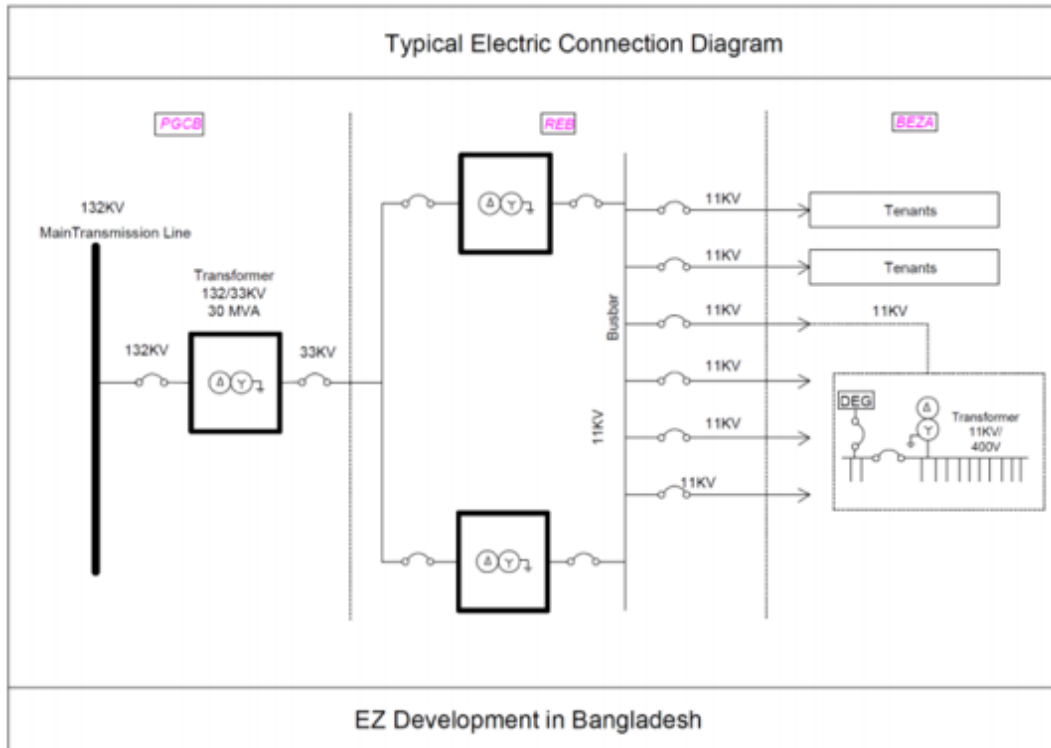 Typical Electric Connection Diagram
PGCB
REB
BEZA
132KV
MainTransmission Line
Transformer
132/33KV
30 MVA
132KV
33KV
Busbar
11KV
11KV
11KV
11KV
11KV
11KV
11KV
Tenants
Tenants
11KV
DEG
Transformer
11KV/
400V
EZ Development in Bangladesh